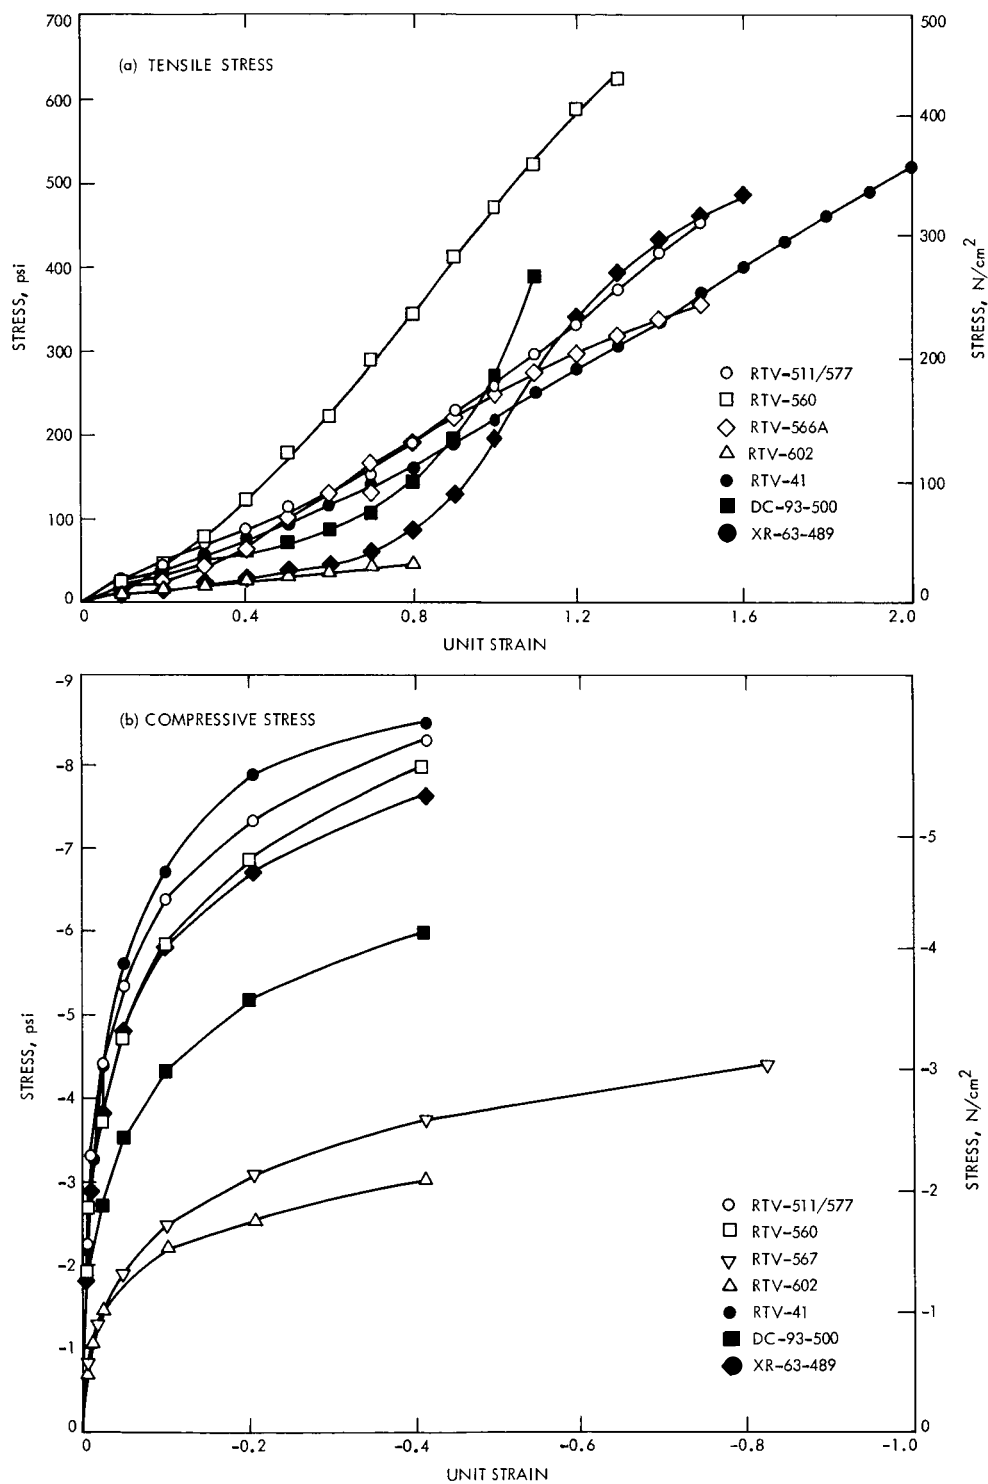 700
600
500
400
300
200
100
0
STRESS, psi
(a) TENSILE STRESS
500
400
300
200
100
0
STRESS, N/cm2
RTV-511/577
RTV-560
RTV-566A
RTV-602
RTV-41
DC-93-500
XR-63-489
0.4
0.8
1.2
1.6
2.0
UNIT STRAIN
-9
-8
-7
-6
-5
-4
-3
-2
-1
0
STRESS, psi
(b) COMPRESSIVE STRESS
-5
-4
-3
-2
-1
0
STRESS, N/cm2
RTV-511/577
RTV-560
RTV-567
RTV-602
RTV-41
DC-93-500
XR-63-489
0
-0.2
-0.4
-0.6
-0.8
-1.0
UNIT STRAIN